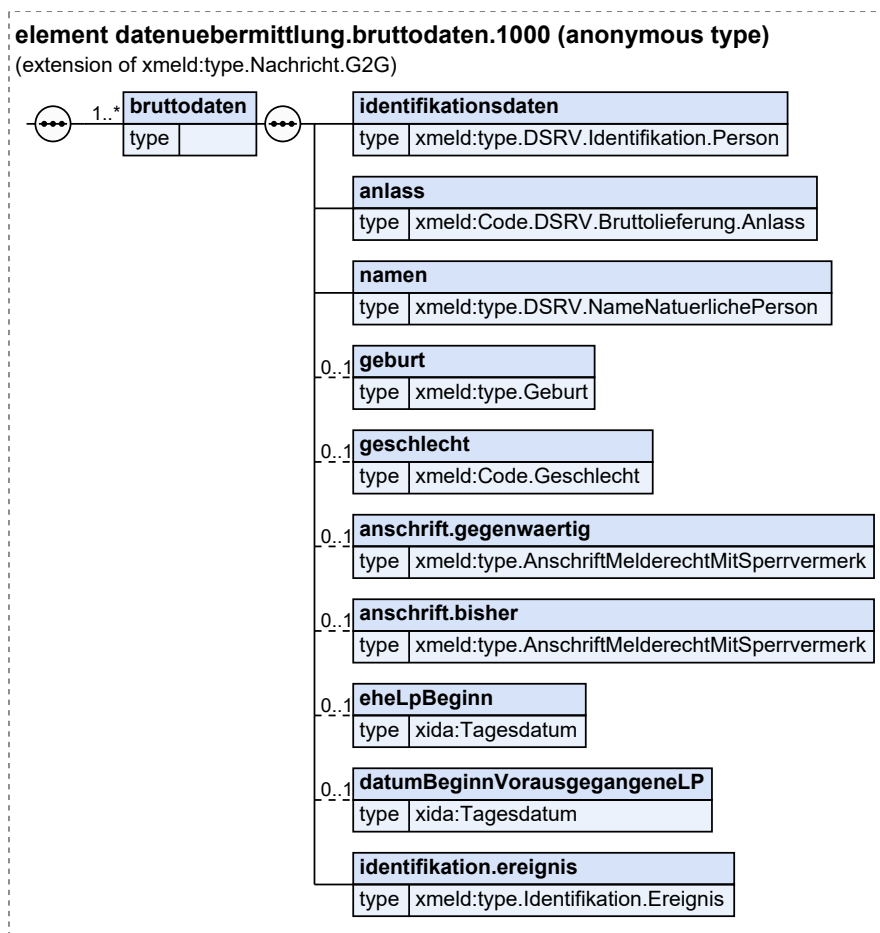 element datenuebermittlung.bruttodaten.1000 (anonymous type)
(extension of xmeld:type.Nachricht.G2G)
1..*
bruttodaten
type
identifikationsdaten
type xmeld:type.DSRV.Identifikation.Person
anlass
type xmeld:Code.DSRV.Bruttolieferung.Anlass
namen
type xmeld:type.DSRV.NameNatuerlichePerson
0..1
geburt
type xmeld:type.Geburt
0..1
geschlecht
type xmeld:Code.Geschlecht
0..1
anschrift.gegenwaertig
type xmeld:type.AnschriftMelderechtMitSperrvermerk
0..1
anschrift.bisher
type xmeld:type.AnschriftMelderechtMitSperrvermerk
0..1
eheLpBeginn
type xida:Tagesdatum
0..1
datumBeginnVorausgegangeneLP
type xida:Tagesdatum
identifikation.ereignis
type xmeld:type.Identifikation.Ereignis